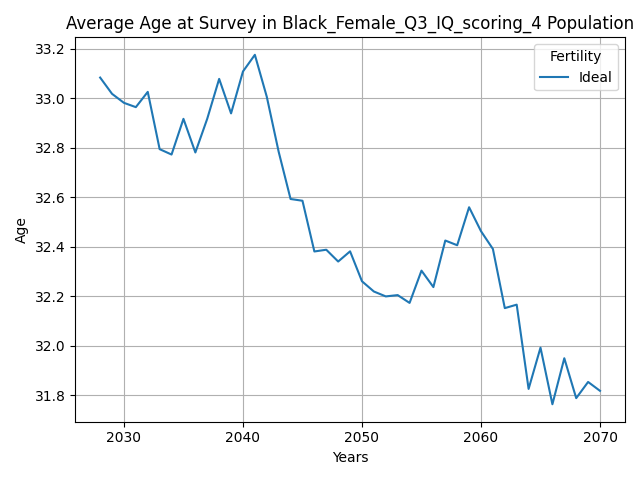 Average Age at Survey in Black_Female_Q3_IQ_scoring_4 Population
33.2
33.0
32.8
32.6
32.4
32.2
32.0
31.8
Age
Fertility
Ideal
2030 2040 2050 2060 2070
Years